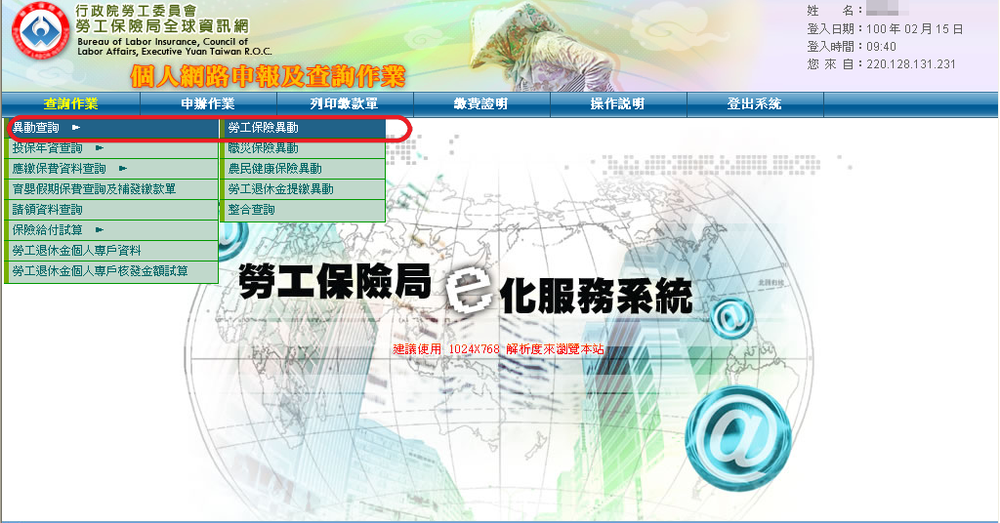 行政院勞工委員會
勞工保險局全球資訊網
Bureau of Labor Insurance, Council of
Labor Affairs, Executive Yuan Taiwan R.O.C.
個人網路申報及查詢作業
姓 名：
登入日期：100 年 02 月 15 日
登入時間：09:40
您 來 自：220.128.131.231
查詢作業 申辦作業 列印繳款單 繳費證明 操作說明 登出系統
異動查詢
投保年資查詢
應繳保費資料查詢
育嬰假期保費查詢及補發繳款單
請領資料查詢
保險給付試算
勞工退休金個人專戶資料
勞工退休金個人專戶核發金額試算
勞工保險異動
職災保險異動
農民健康保險異動
勞工退休金提繳異動
整合查詢
勞工保險局e化服務系統
北回歸線
建議使用 1024X768 解析度來瀏覽本站